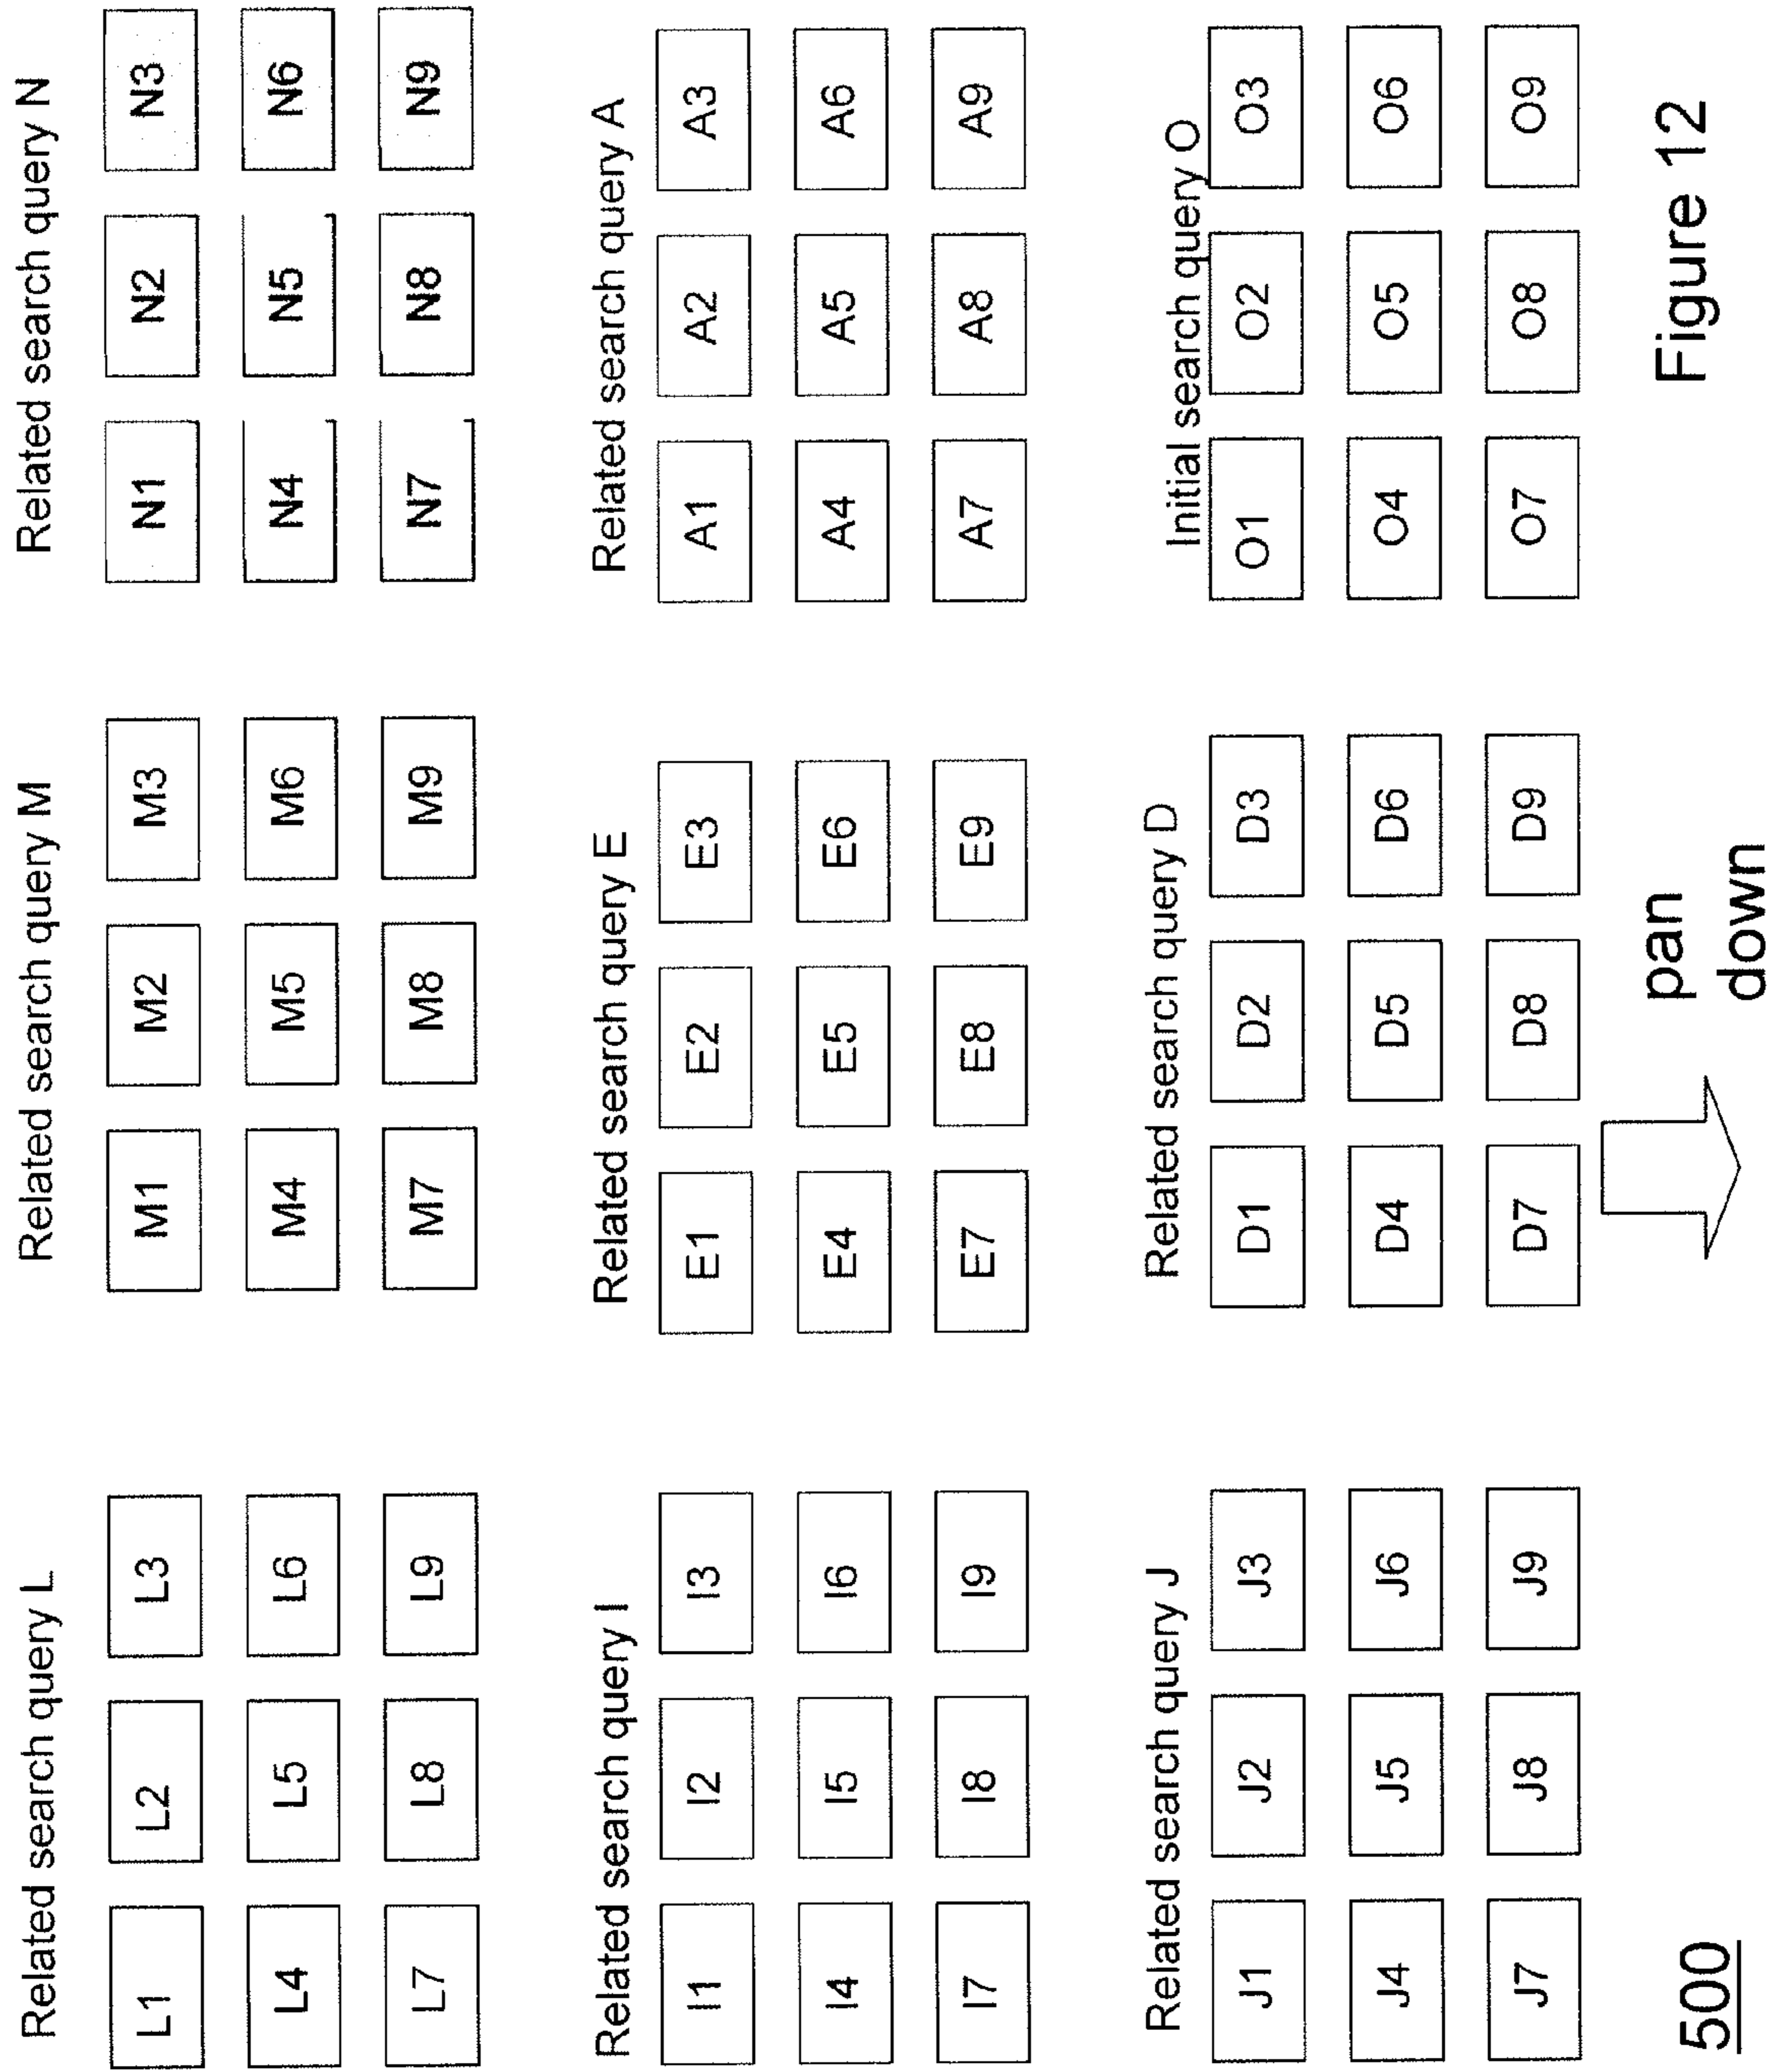 Related search query L
L1 L2 L3
L4 L5 L6
L7 L8 L9
Related search query M
M1 M2 M3
M4 M5 M6
M7 M8 M9
Related search query N
N1 N2 N3
N4 N5 N6
N7 N8 N9
Related search query I
I1 I2 I3
I4 I5 I6
I7 I8 I9
Related search query E
E1 E2 E3
E4 E5 E6
E7 E8 E9
Related search query A
A1 A2 A3
A4 A5 A6
A7 A8 A9
Related search query J
J1 J2 J3
J4 J5 J6
J7 J8 J9
Related search query D
D1 D2 D3
D4 D5 D6
D7 D8 D9
Initial search query O
O1 O2 O3
O4 O5 O6
O7 O8 O9
500
pan
down
Figure 12